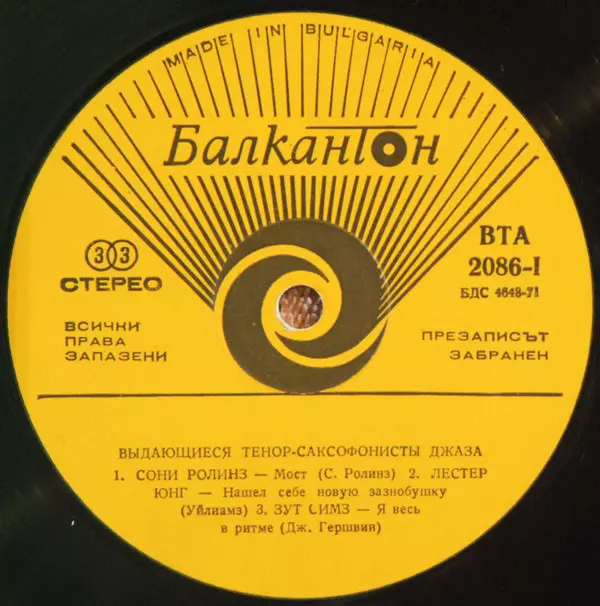 MADE IN BULGARIA
Балкантон
33
СТЕРЕО
ВТА
2086-I
БДС 4648-71
ВСИЧКИ
ПРАВА
ЗАПАЗЕНИ
ПРЕЗАПИСЪТ
ЗАБРАНЕН
ВЫДАЮЩИЕСЯ ТЕНОР-САКСОФОНИСТЫ ДЖАЗА
1. СОНИ РОЛИНЗ — Мост (С. Ролинз) 2. ЛЕСТЕР
ЮНГ — Нашел себе новую зазнобушку
(Уйлиамз) 3. ЗУТ СИМЗ — Я весь
в ритме (Дж. Гершвин)